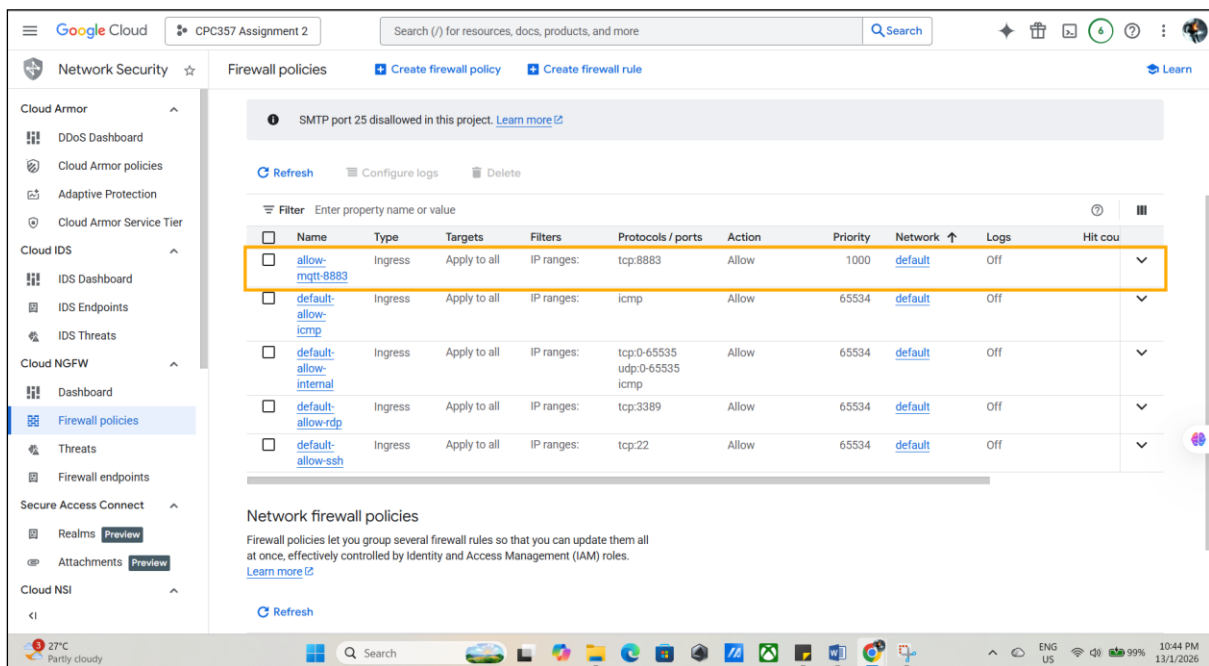 Google Cloud
CPC357 Assignment 2
Search (/) for resources, docs, products, and more
Search
6
Network Security
Firewall policies
Create firewall policy
Create firewall rule
Learn
Cloud Armor
DDoS Dashboard
Cloud Armor policies
Adaptive Protection
Cloud Armor Service Tier
Cloud IDS
IDS Dashboard
IDS Endpoints
IDS Threats
Cloud NGFW
Dashboard
Firewall policies
Threats
Firewall endpoints
Secure Access Connect
Realms Preview
Attachments Preview
Cloud NSI
SMTP port 25 disallowed in this project. Learn more
Refresh
Configure logs
Delete
Filter Enter property name or value
Name Type Targets Filters Protocols / ports Action Priority Network Logs Hit cou
allow- Ingress Apply to all IP ranges: tcp:8883 Allow 1000 default Off
mqtt-8883
default- Ingress Apply to all IP ranges: icmp Allow 65534 default Off
allow-
icmp
default- Ingress Apply to all IP ranges: tcp:0-65535 Allow 65534 default Off
allow- udp:0-65535
internal icmp
default- Ingress Apply to all IP ranges: tcp:3389 Allow 65534 default Off
allow-rdp
default- Ingress Apply to all IP ranges: tcp:22 Allow 65534 default Off
allow-ssh
Network firewall policies
Firewall policies let you group several firewall rules so that you can update them all
at once, effectively controlled by Identity and Access Management (IAM) roles.
Learn more
Refresh
3
27°C
Partly cloudy
Search
ENG
US
99%
10:44 PM
13/1/2026